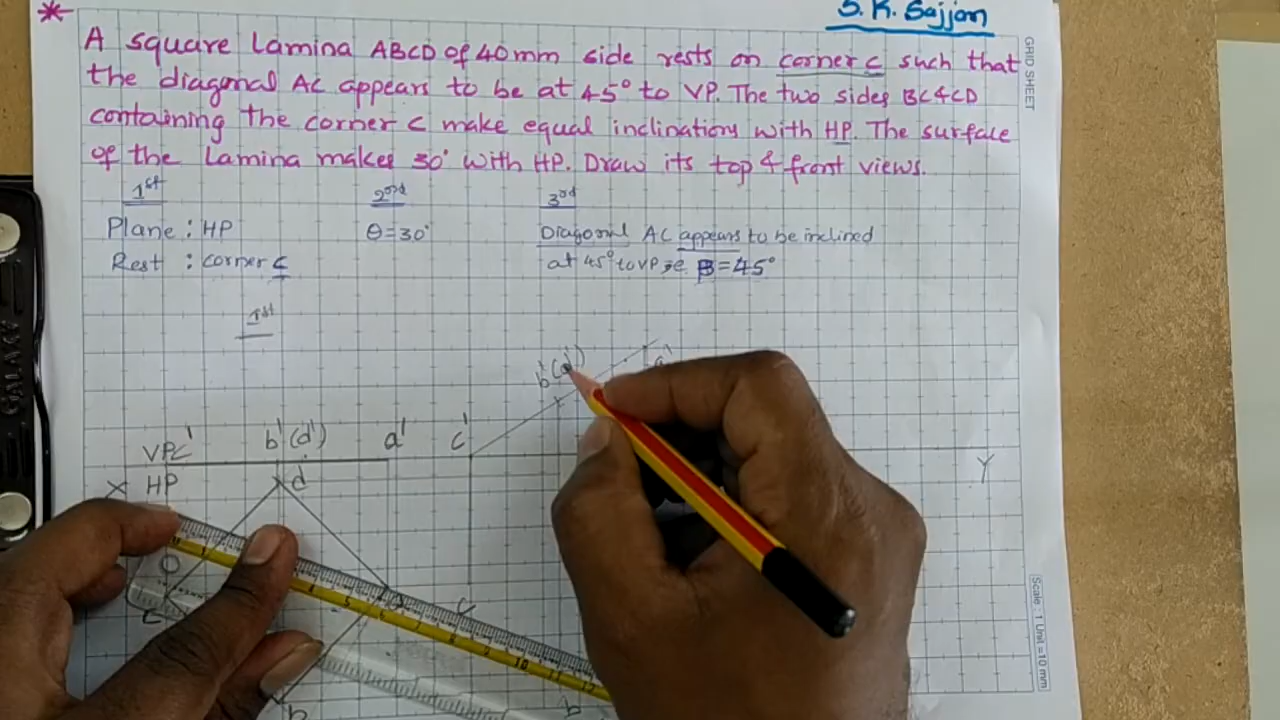 S. K. Sajjan
A square Lamina ABCD of 40mm side rests on corner c such that
the diagonal AC appears to be at 45° to VP. The two sides BC&CD
containing the corner C make equal inclinations with HP. The surface
of the Lamina makes 30° with HP. Draw its top & front views.
1st 2nd 3rd
Plane : HP θ=30° Diagonal AC appears to be inclined
Rest : corner c at 45° to VP ie β=45°
1st
b'(d') a'
VPC' b'(d') a' c'
X HP d Y
c
b b
GRID SHEET
Scale : 1 Unit = 10 mm